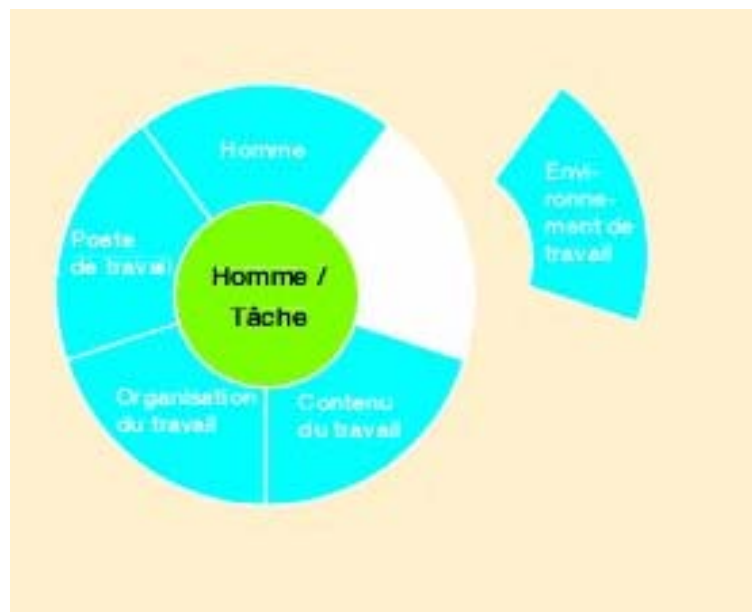 Homme
Envi-
ronne-
ment de
travail
Poste
de travail
Homme /
Tâche
Organisation
du travail
Contenu
du travail